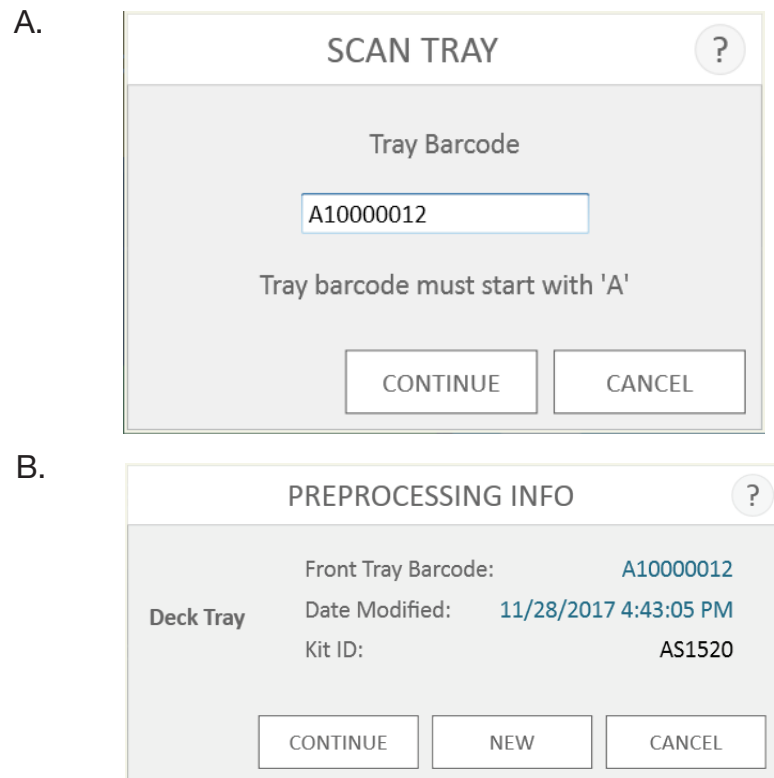 A.
SCAN TRAY ?
Tray Barcode
A10000012
Tray barcode must start with 'A'
CONTINUE CANCEL
B.
PREPROCESSING INFO ?
Front Tray Barcode: A10000012
Deck Tray Date Modified: 11/28/2017 4:43:05 PM
Kit ID: AS1520
CONTINUE NEW CANCEL